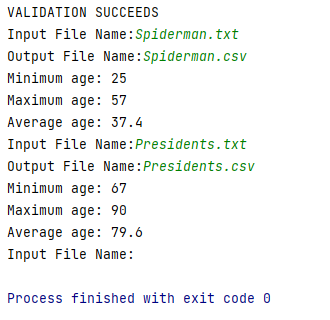 VALIDATION SUCCEEDS
Input File Name:Spiderman.txt
Output File Name:Spiderman.csv
Minimum age: 25
Maximum age: 57
Average age: 37.4
Input File Name:Presidents.txt
Output File Name:Presidents.csv
Minimum age: 67
Maximum age: 90
Average age: 79.6
Input File Name:
Process finished with exit code 0